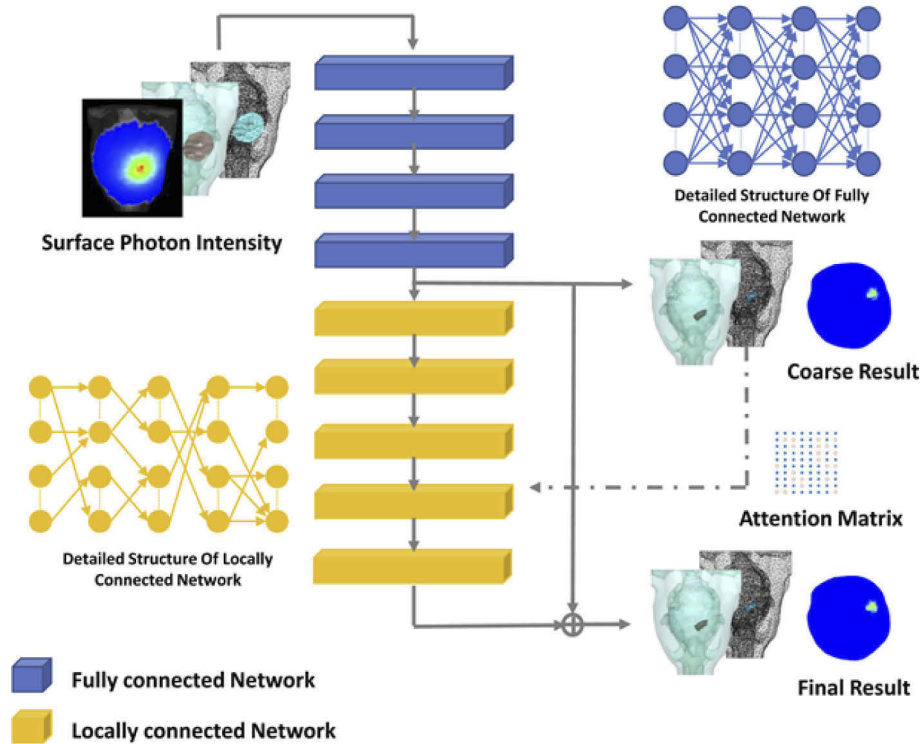 Surface Photon Intensity
Detailed Structure Of Fully
Connected Network
Coarse Result
Attention Matrix
Detailed Structure Of Locally
Connected Network
Final Result
Fully connected Network
Locally connected Network